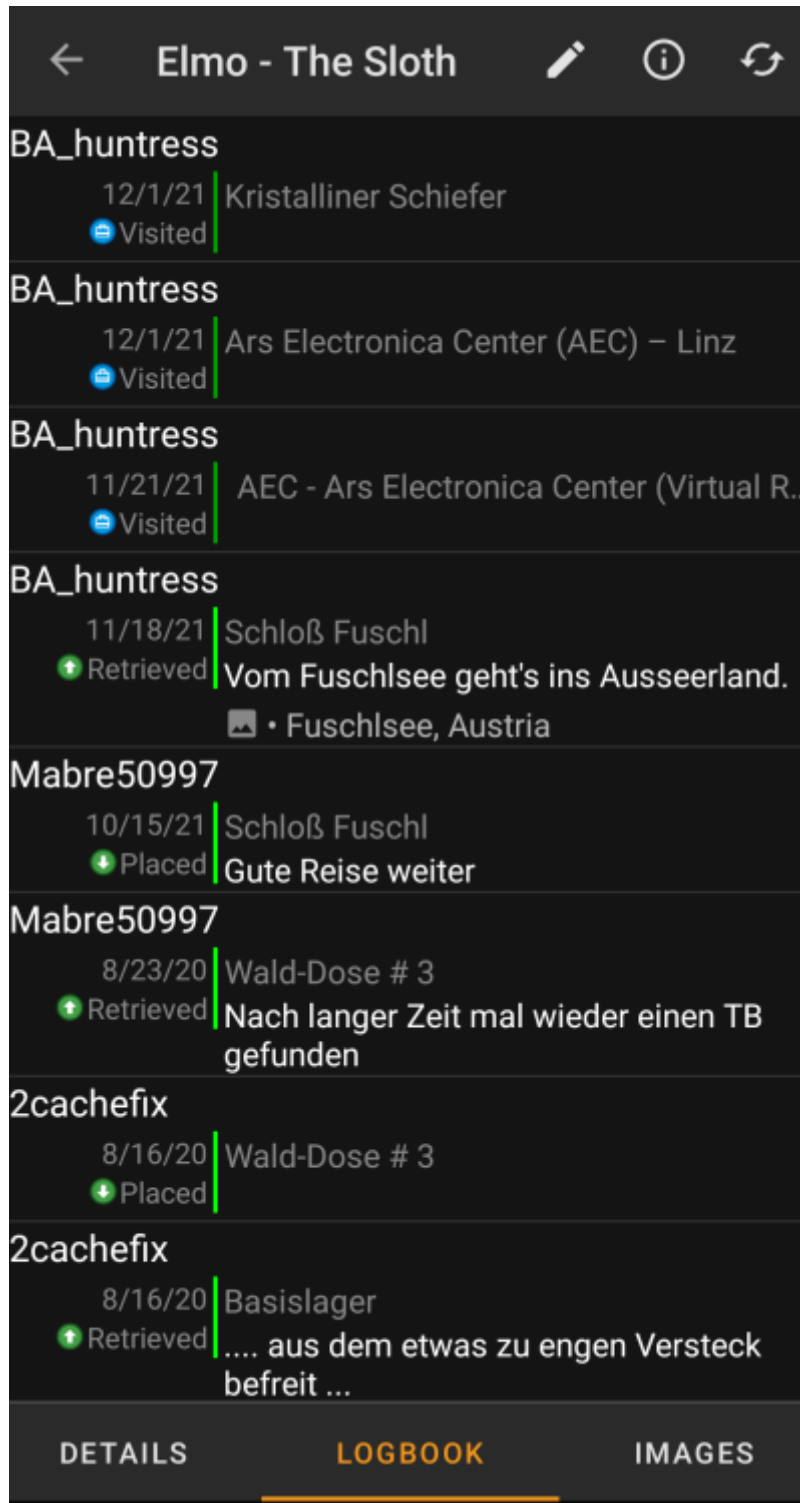 Elmo - The Sloth
BA_huntress
12/1/21 Kristalliner Schiefer
Visited
BA_huntress
12/1/21 Ars Electronica Center (AEC) – Linz
Visited
BA_huntress
11/21/21 AEC - Ars Electronica Center (Virtual R..
Visited
BA_huntress
11/18/21 Schloß Fuschl
Retrieved Vom Fuschlsee geht's ins Ausseerland.
• Fuschlsee, Austria
Mabre50997
10/15/21 Schloß Fuschl
Placed Gute Reise weiter
Mabre50997
8/23/20 Wald-Dose # 3
Retrieved Nach langer Zeit mal wieder einen TB
gefunden
2cachefix
8/16/20 Wald-Dose # 3
Placed
2cachefix
8/16/20 Basislager
Retrieved .... aus dem etwas zu engen Versteck
befreit ...
DETAILS LOGBOOK IMAGES